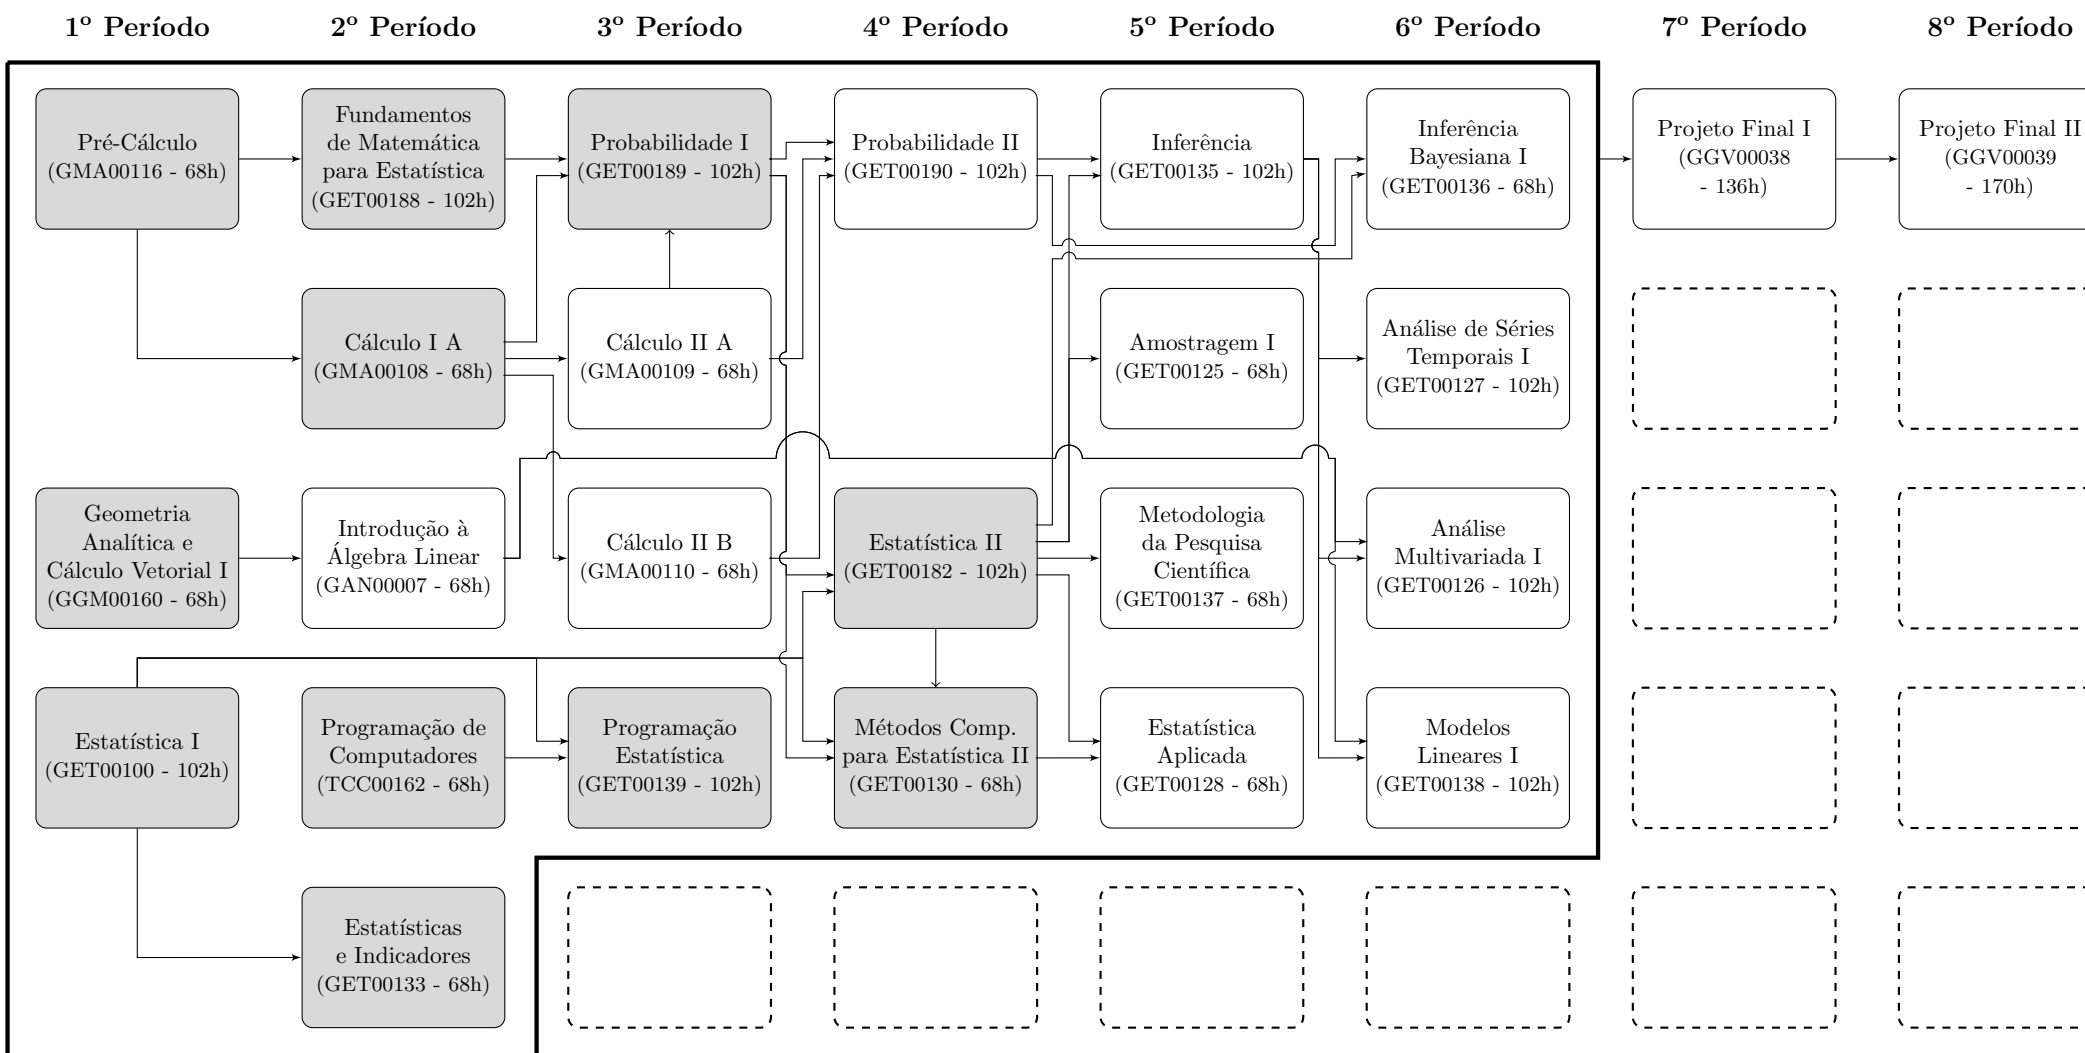 1º Período
2º Período
3º Período
4º Período
5º Período
6º Período
7º Período
8º Período
Pré-Cálculo
(GMA00116 - 68h)
Fundamentos
de Matemática
para Estatística
(GET00188 - 102h)
Probabilidade I
(GET00189 - 102h)
Probabilidade II
(GET00190 - 102h)
Inferência
(GET00135 - 102h)
Inferência
Bayesiana I
(GET00136 - 68h)
Projeto Final I
(GGV00038
- 136h)
Projeto Final II
(GGV00039
- 170h)
Cálculo I A
(GMA00108 - 68h)
Cálculo II A
(GMA00109 - 68h)
Amostragem I
(GET00125 - 68h)
Análise de Séries
Temporais I
(GET00127 - 102h)
Geometria
Analítica e
Cálculo Vetorial I
(GGM00160 - 68h)
Introdução à
Álgebra Linear
(GAN00007 - 68h)
Cálculo II B
(GMA00110 - 68h)
Estatística II
(GET00182 - 102h)
Metodologia
da Pesquisa
Científica
(GET00137 - 68h)
Análise
Multivariada I
(GET00126 - 102h)
Estatística I
(GET00100 - 102h)
Programação de
Computadores
(TCC00162 - 68h)
Programação
Estatística
(GET00139 - 102h)
Métodos Comp.
para Estatística II
(GET00130 - 68h)
Estatística
Aplicada
(GET00128 - 68h)
Modelos
Lineares I
(GET00138 - 102h)
Estatísticas
e Indicadores
(GET00133 - 68h)